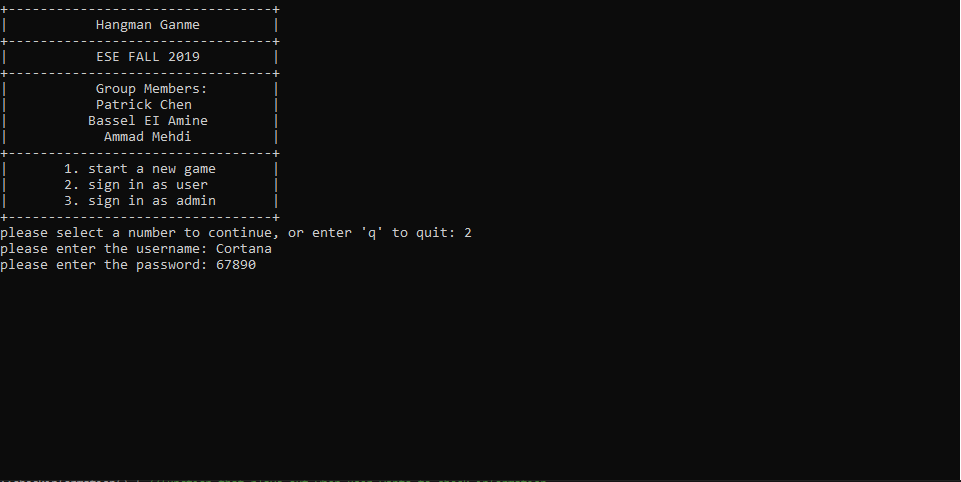 Hangman Ganme
ESE FALL 2019
Group Members:
Patrick Chen
Bassel EI Amine
Ammad Mehdi
1. start a new game
2. sign in as user
3. sign in as admin
please select a number to continue, or enter 'q' to quit: 2
please enter the username: Cortana
please enter the password: 67890